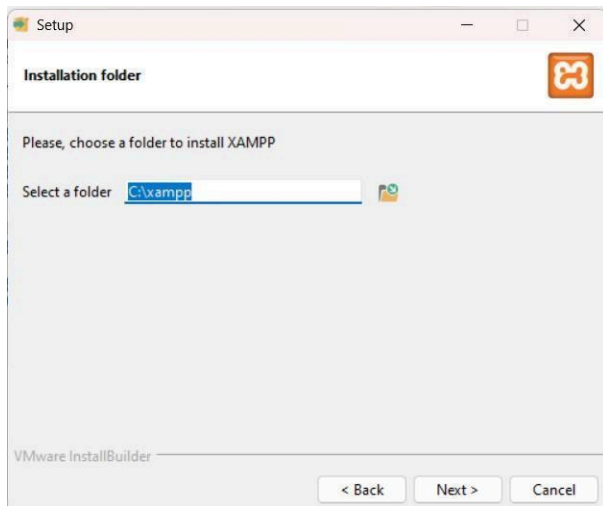 Setup
Installation folder
Please, choose a folder to install XAMPP
Select a folder C:\xampp
VMware InstallBuilder
< Back Next > Cancel